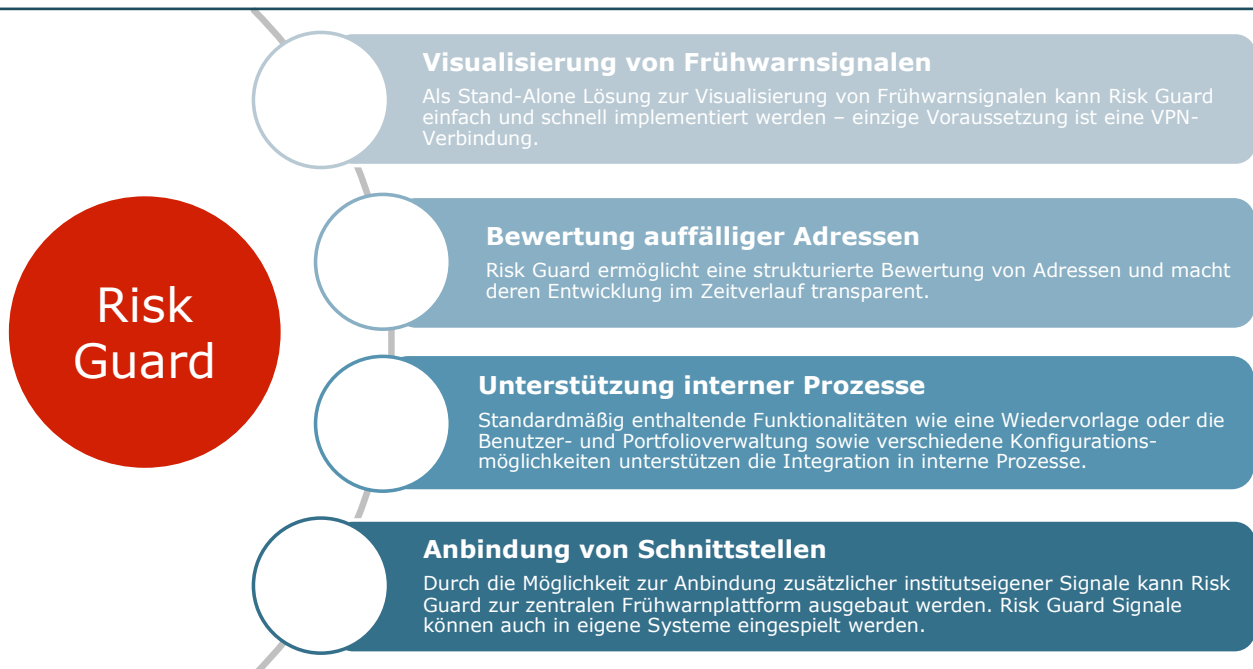 Visualisierung von Frühwarnsignalen
Als Stand-Alone Lösung zur Visualisierung von Frühwarnsignalen kann Risk Guard
einfach und schnell implementiert werden – einzige Voraussetzung ist eine VPN-
Verbindung.
Bewertung auffälliger Adressen
Risk Guard ermöglicht eine strukturierte Bewertung von Adressen und macht
deren Entwicklung im Zeitverlauf transparent.
Risk
Guard
Unterstützung interner Prozesse
Standardmäßig enthaltende Funktionalitäten wie eine Wiedervorlage oder die
Benutzer- und Portfolioverwaltung sowie verschiedene Konfigurations-
möglichkeiten unterstützen die Integration in interne Prozesse.
Anbindung von Schnittstellen
Durch die Möglichkeit zur Anbindung zusätzlicher institutseigener Signale kann Risk
Guard zur zentralen Frühwarnplattform ausgebaut werden. Risk Guard Signale
können auch in eigene Systeme eingespielt werden.